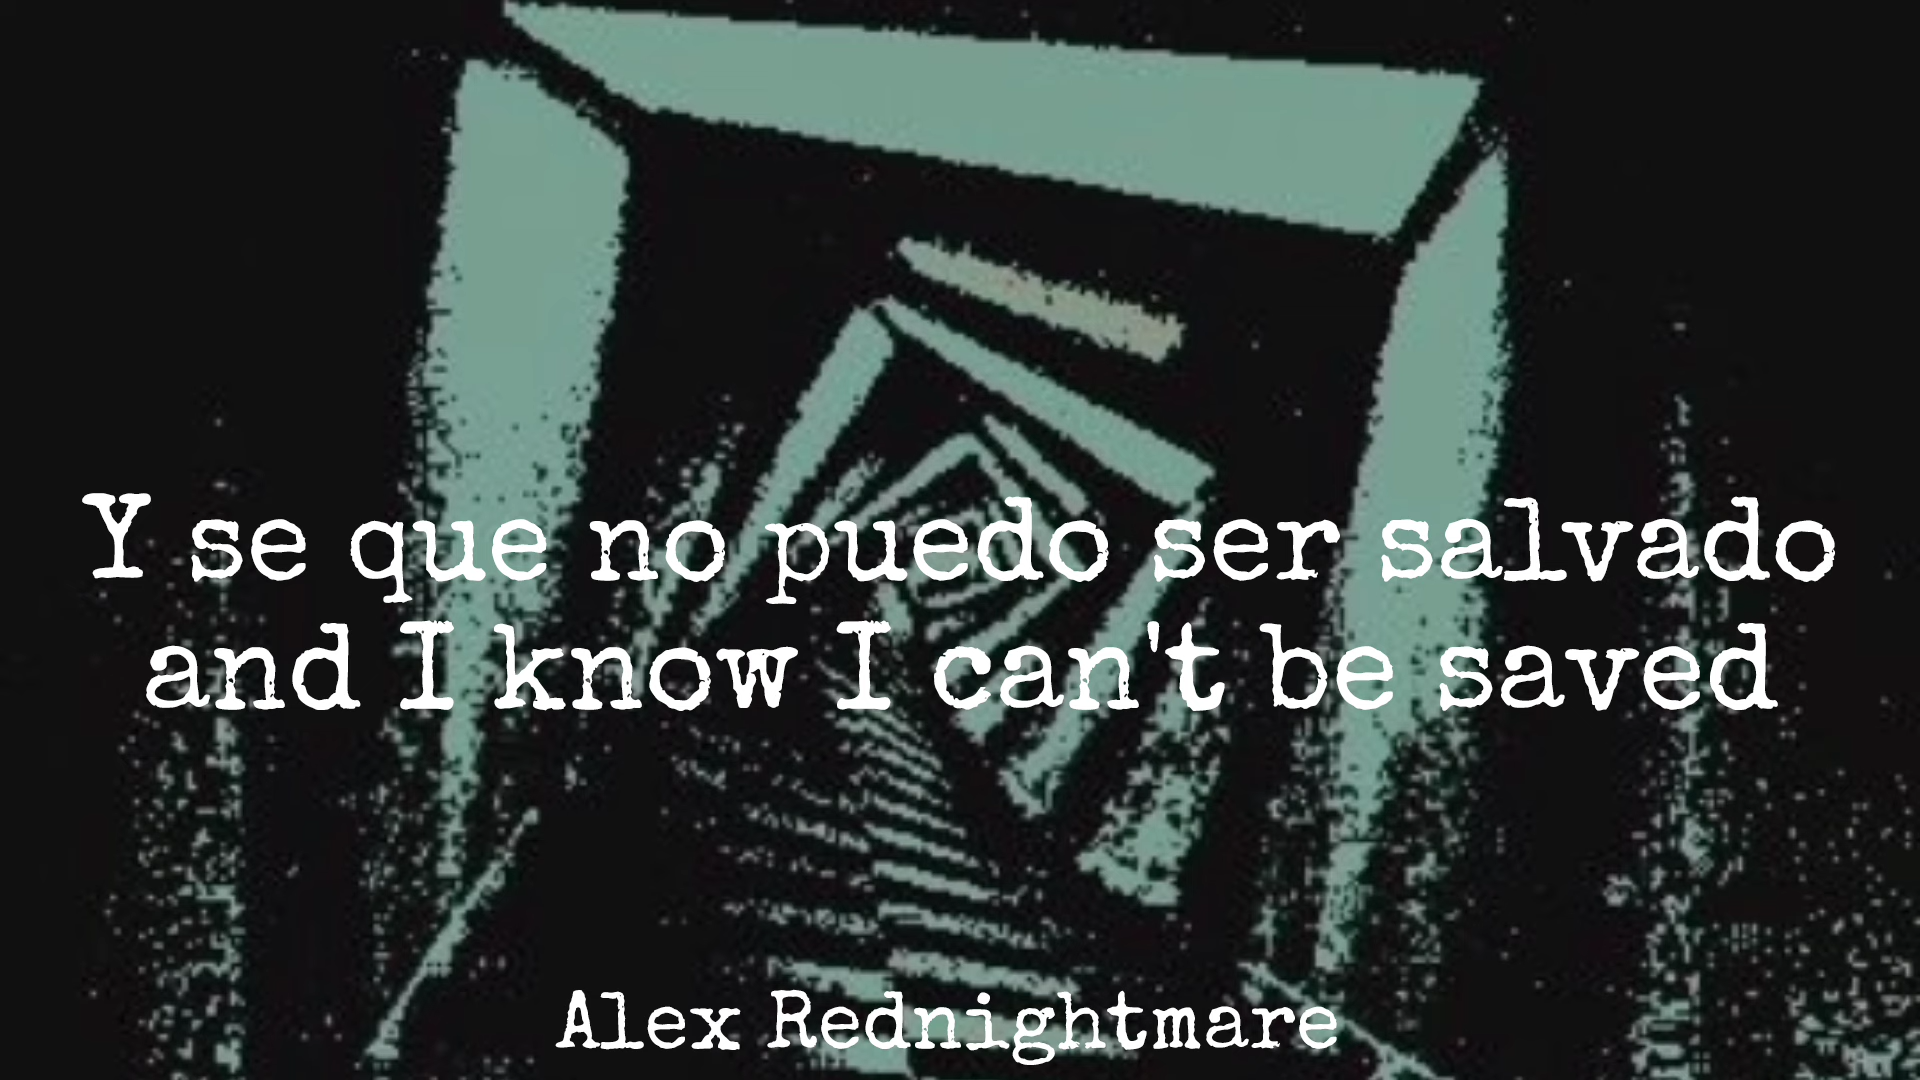 Y se que no puedo ser salvado
and I know I can't be saved
Alex Rednightmare